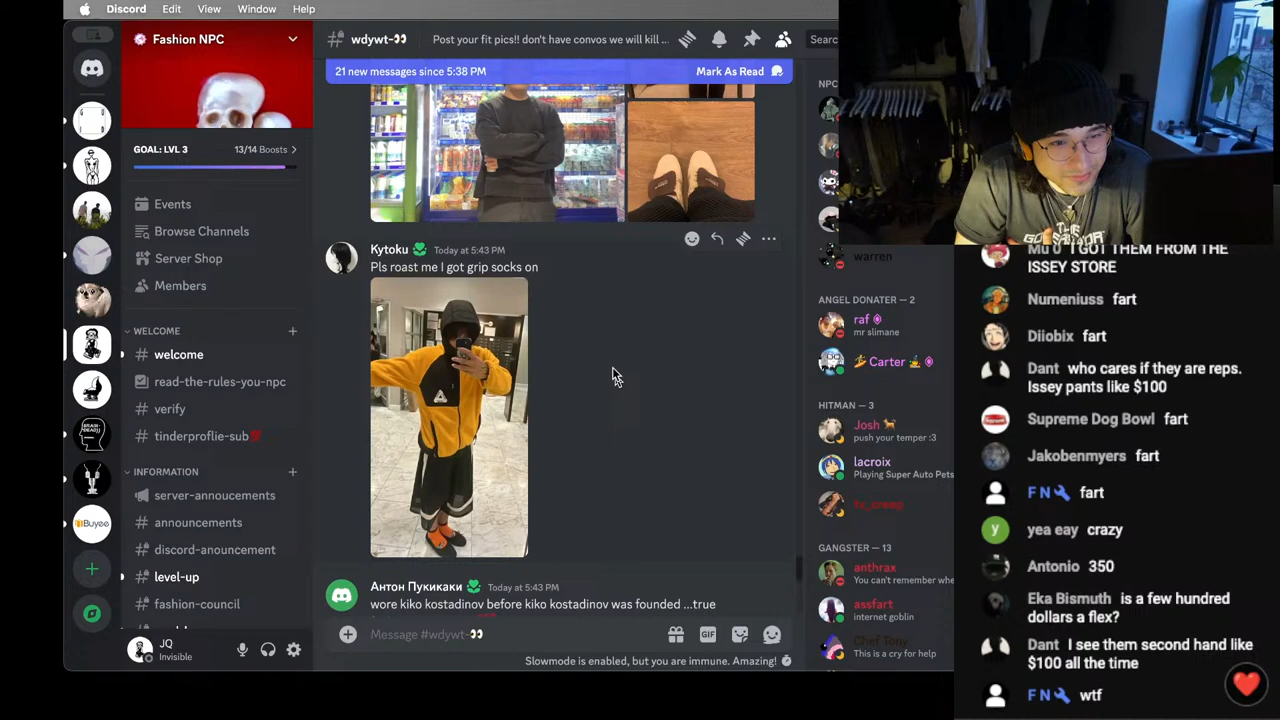 Discord Edit View Window Help
Fashion NPC
# wdywt-👀 Post your fit pics!! don't have convos we will kill ...
21 new messages since 5:38 PM Mark As Read
GOAL: LVL 3 13/14 Boosts >
Events
Browse Channels
Server Shop
Members
WELCOME
# welcome
read-the-rules-you-npc
# verify
# tinderproflie-sub💯
INFORMATION
server-annoucements
# announcements
# discord-anouncement
# level-up
# fashion-council
JQ
Invisible
Kytoku Today at 5:43 PM
Pls roast me I got grip socks on
Антон Пукикаки Today at 5:43 PM
wore kiko kostadinov before kiko kostadinov was founded ...true
Message #wdywt-👀
GIF
Slowmode is enabled, but you are immune. Amazing!
warren
ANGEL DONATER — 2
raf
mr slimane
Carter
HITMAN — 3
Josh
push your temper :3
lacroix
Playing Super Auto Pets
GANGSTER — 13
anthrax
You can't remember whe
assfart
internet goblin
Chef Tony
This is a cry for help
Mu 0 I GOT THEM FROM THE
ISSEY STORE
Numeniuss fart
Diiobix fart
Dant who cares if they are reps.
Issey pants like $100
Supreme Dog Bowl fart
Jakobenmyers fart
F N🔧 fart
yea eay crazy
Antonio 350
Eka Bismuth is a few hundred
dollars a flex?
Dant I see them second hand like
$100 all the time
F N🔧 wtf